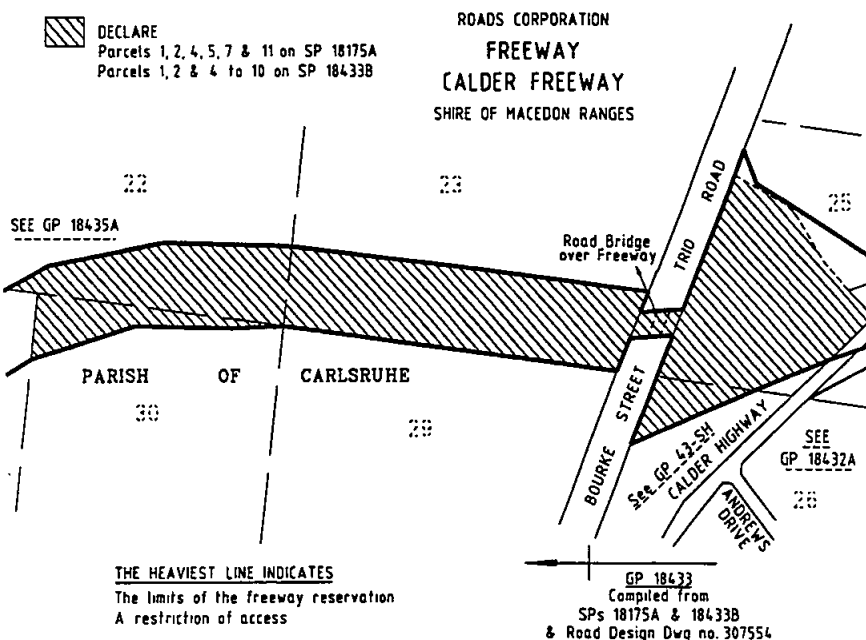 DECLARE
Parcels 1, 2, 4, 5, 7 & 11 on SP 18175A
Parcels 1, 2 & 4 to 10 on SP 18433B
ROADS CORPORATION
FREEWAY
CALDER FREEWAY
SHIRE OF MACEDON RANGES
22
23
25
SEE GP 18435A
Road Bridge
over Freeway
TRIO ROAD
PARISH OF CARLSRUHE
30
29
BOURKE STREET
See GP 43-SH
CALDER HIGHWAY
SEE
GP 18432A
26
ANDREWS
DRIVE
THE HEAVIEST LINE INDICATES
The limits of the freeway reservation
A restriction of access
GP 18433
Compiled from
SPs 18175A & 18433B
& Road Design Dwg no. 307554